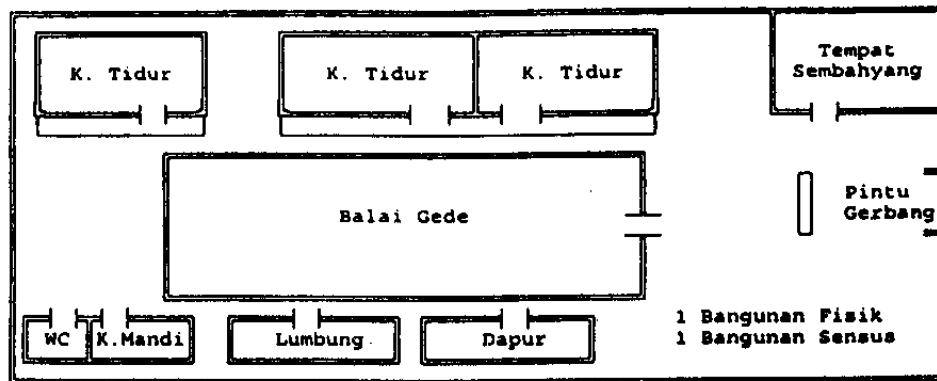 K. Tidur
K. Tidur
K. Tidur
Tempat
Sembahyang
Balai Gede
Pintu
Gerbang
WC
K.Mandi
Lumbung
Dapur
1 Bangunan Fisik
1 Bangunan Sensus